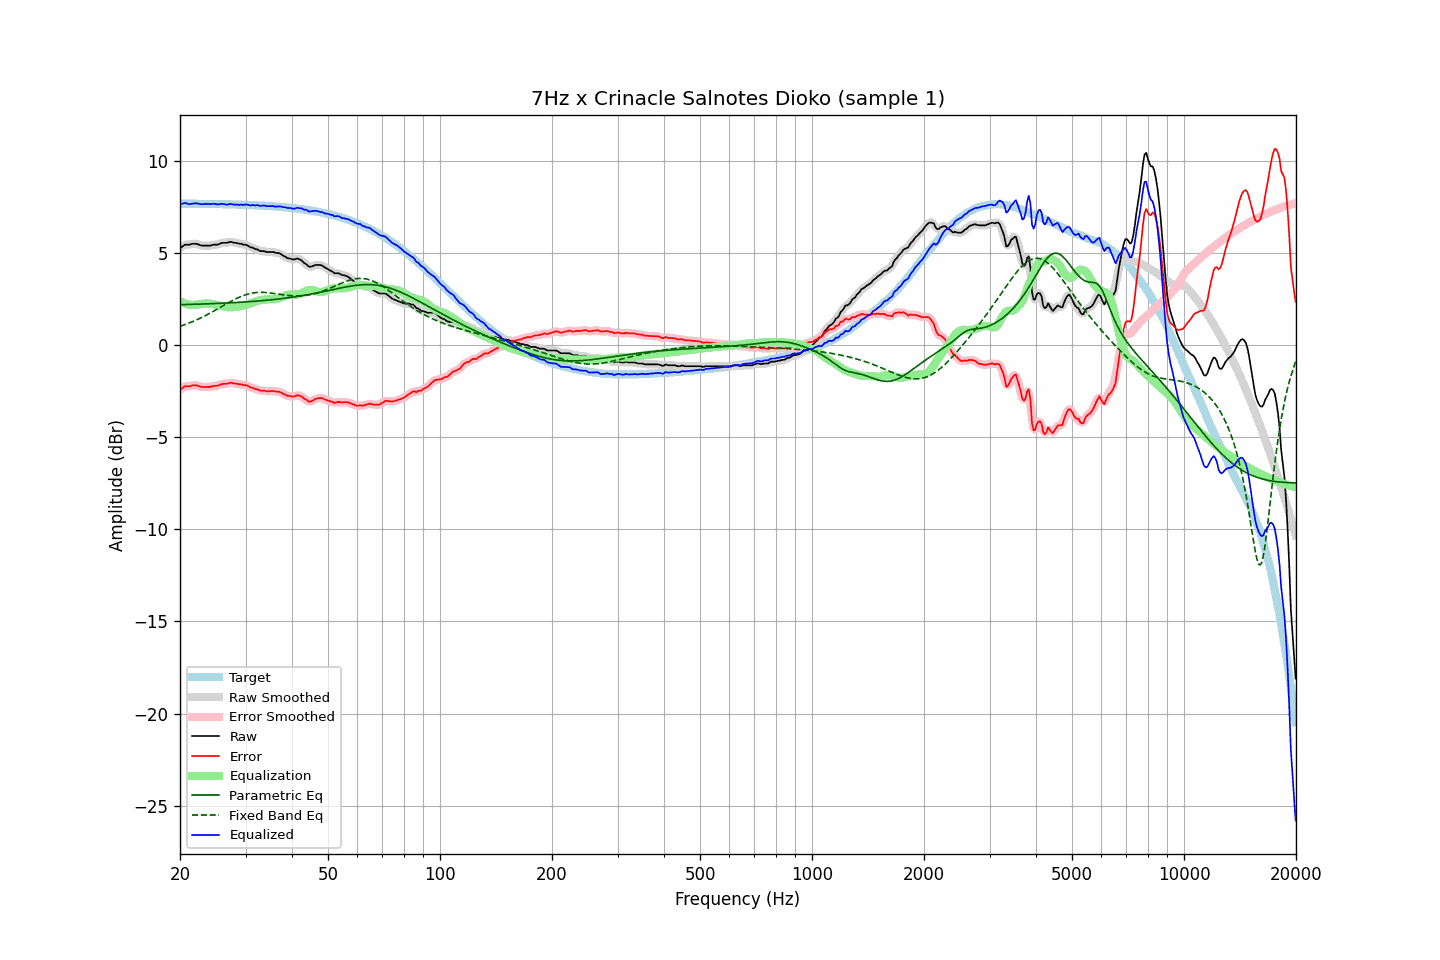 7Hz x Crinacle Salnotes Dioko (sample 1)
10
5
0
−5
−10
−15
−20
−25
Amplitude (dBr)
Target
Raw Smoothed
Error Smoothed
Raw
Error
Equalization
Parametric Eq
Fixed Band Eq
Equalized
20
50
100
200
500
1000
2000
5000
10000
20000
Frequency (Hz)